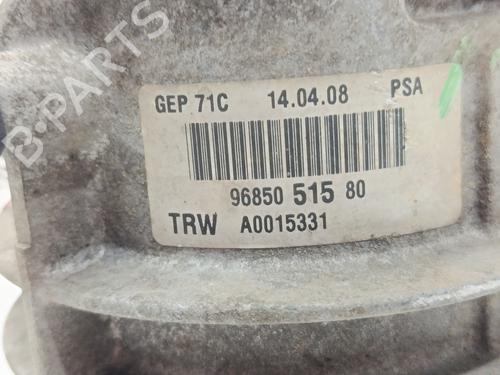 B-PARTS
GEP 71C 14.04.08 PSA
96850 515 80
TRW A0015331